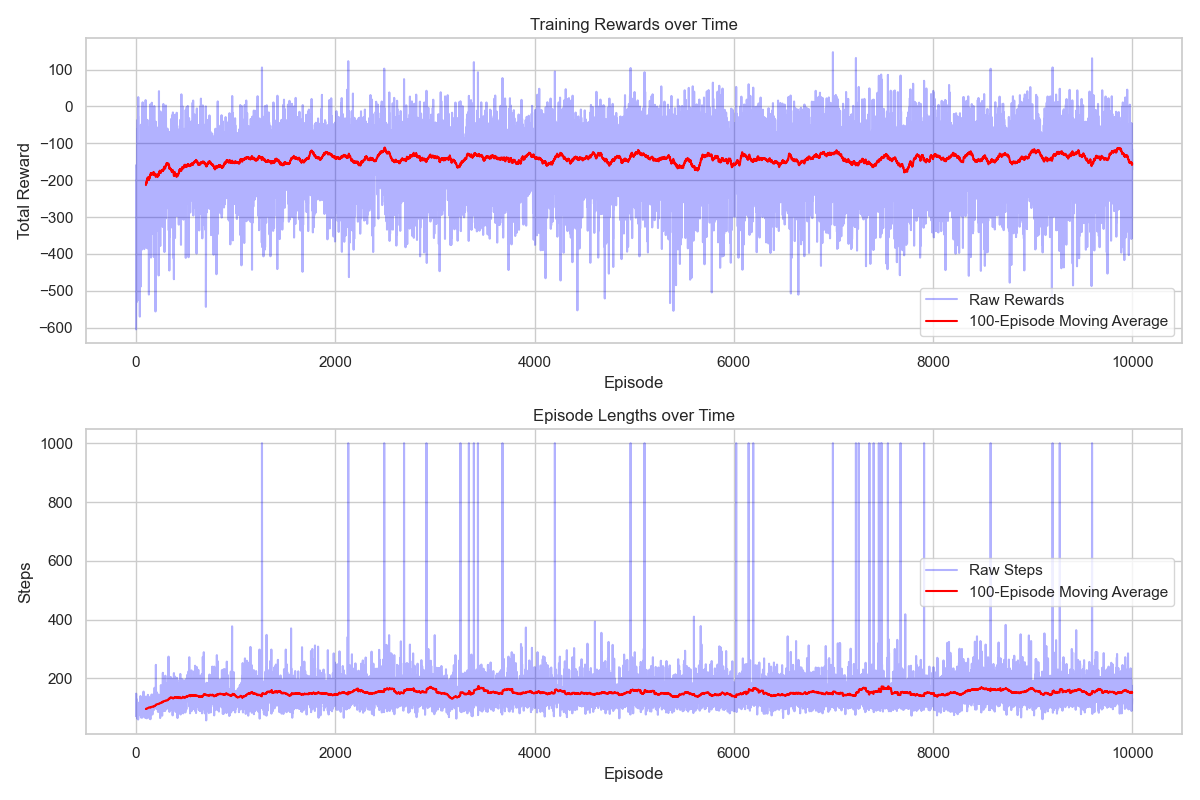 Training Rewards over Time
Total Reward
100
0
−100
−200
−300
−400
−500
−600
Raw Rewards
100-Episode Moving Average
0
2000
4000
6000
8000
10000
Episode
Episode Lengths over Time
Steps
1000
800
600
400
200
Raw Steps
100-Episode Moving Average
0
2000
4000
6000
8000
10000
Episode